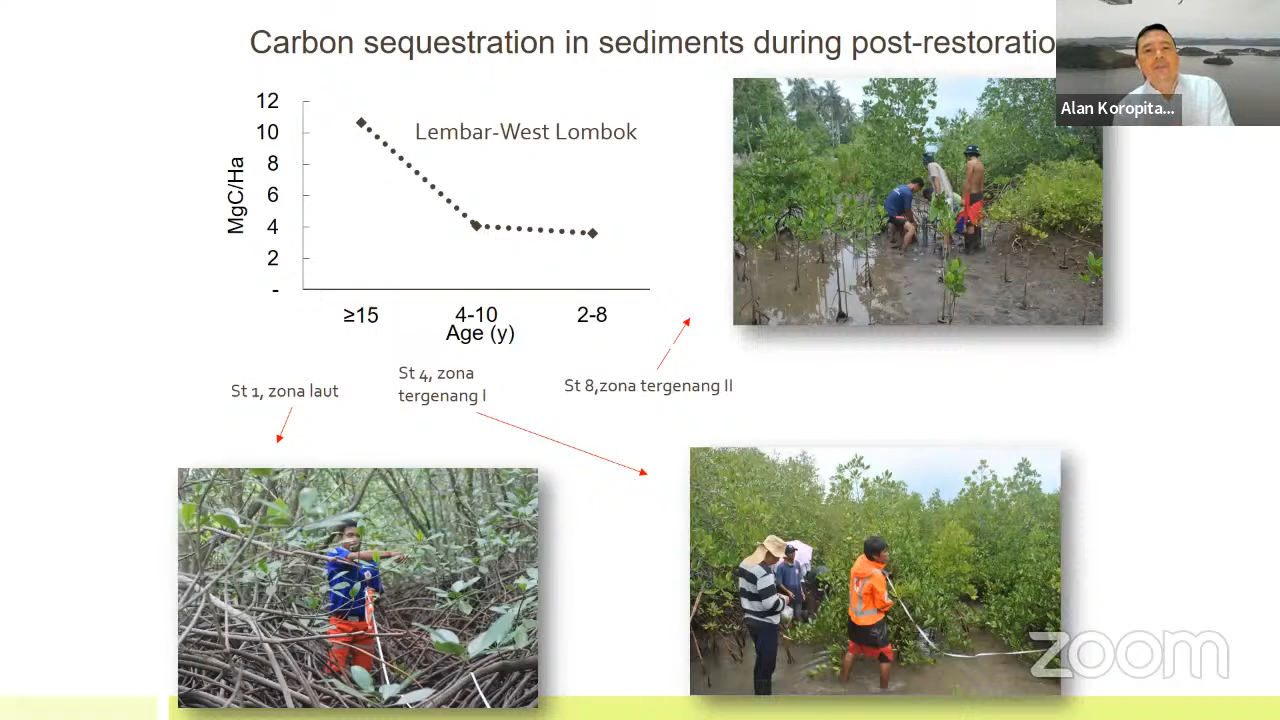 Carbon sequestration in sediments during post-restoratio
Alan Koropita...
Lembar-West Lombok
MgC/Ha
12
10
8
6
4
2
-
≥15
4-10
2-8
Age (y)
St 1, zona laut
St 4, zona
tergenang I
St 8,zona tergenang II
zoom